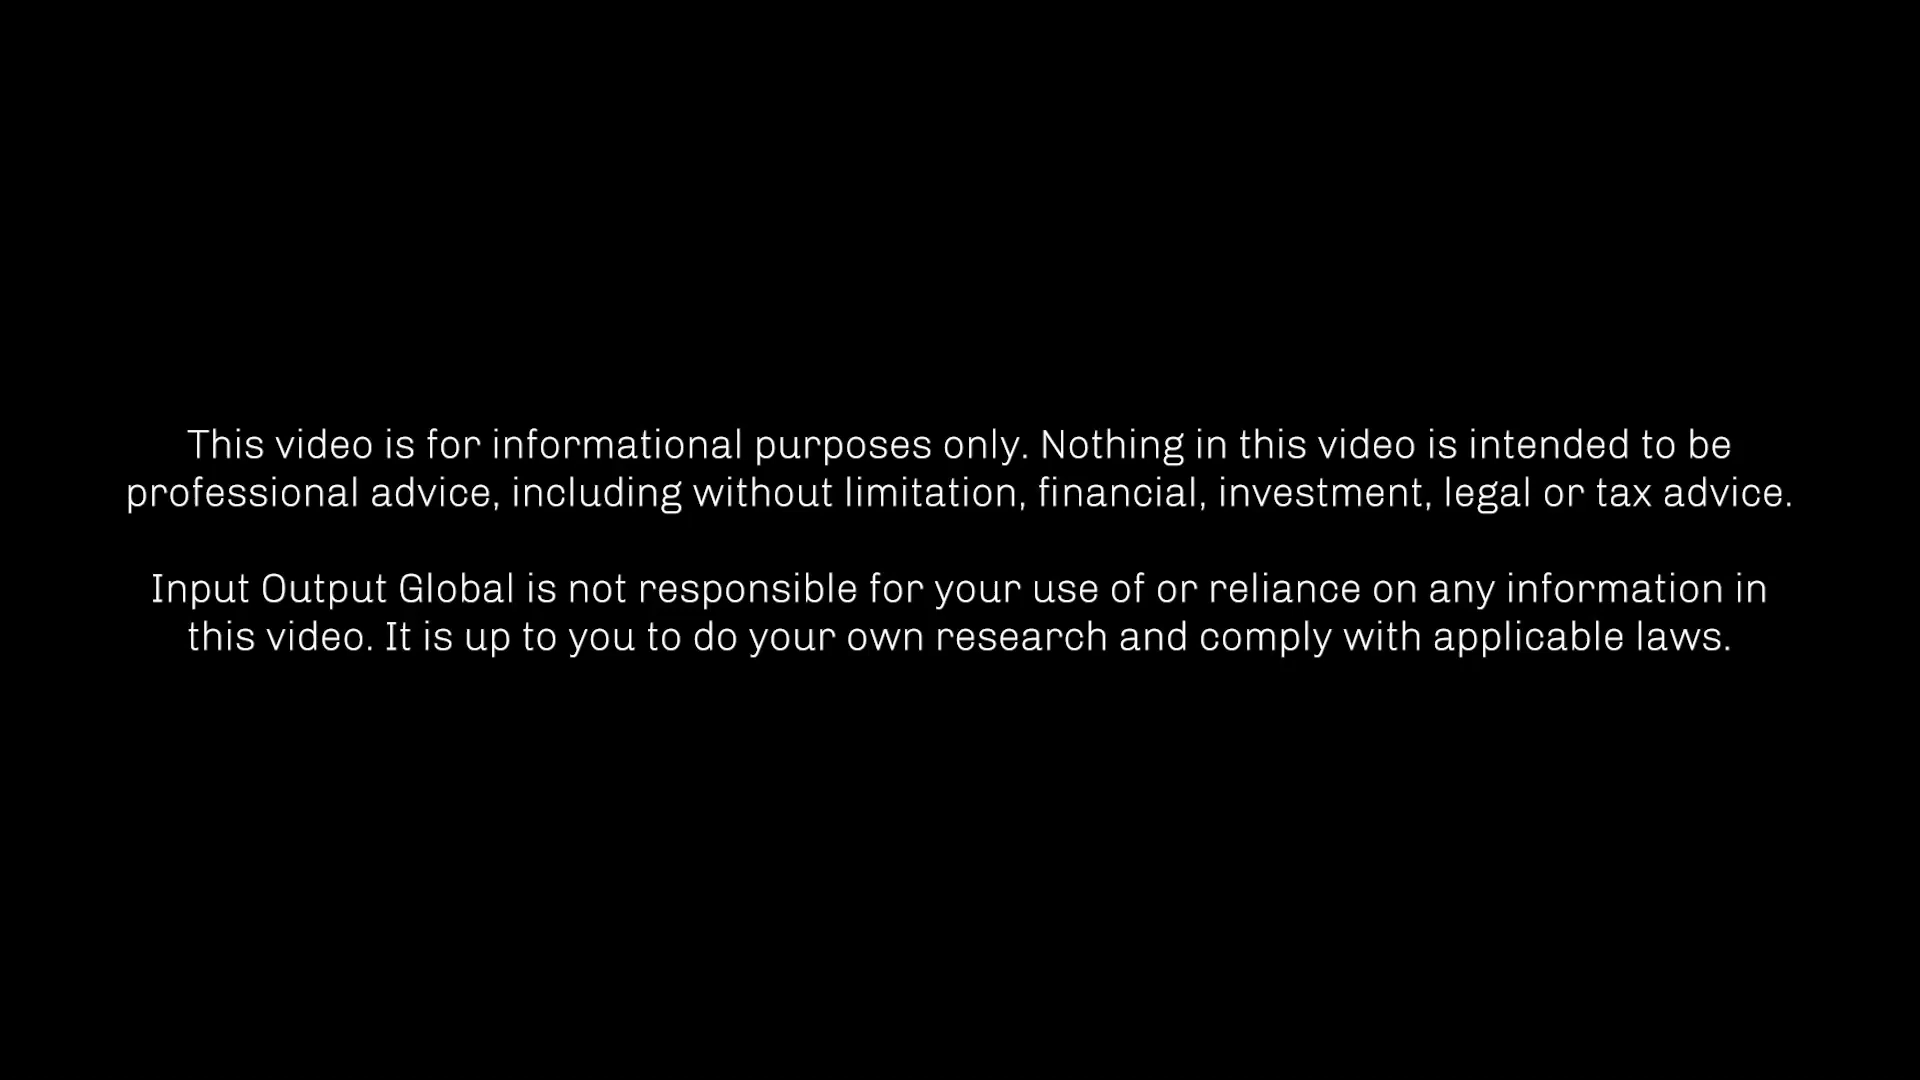 This video is for informational purposes only. Nothing in this video is intended to be
professional advice, including without limitation, financial, investment, legal or tax advice.
Input Output Global is not responsible for your use of or reliance on any information in
this video. It is up to you to do your own research and comply with applicable laws.